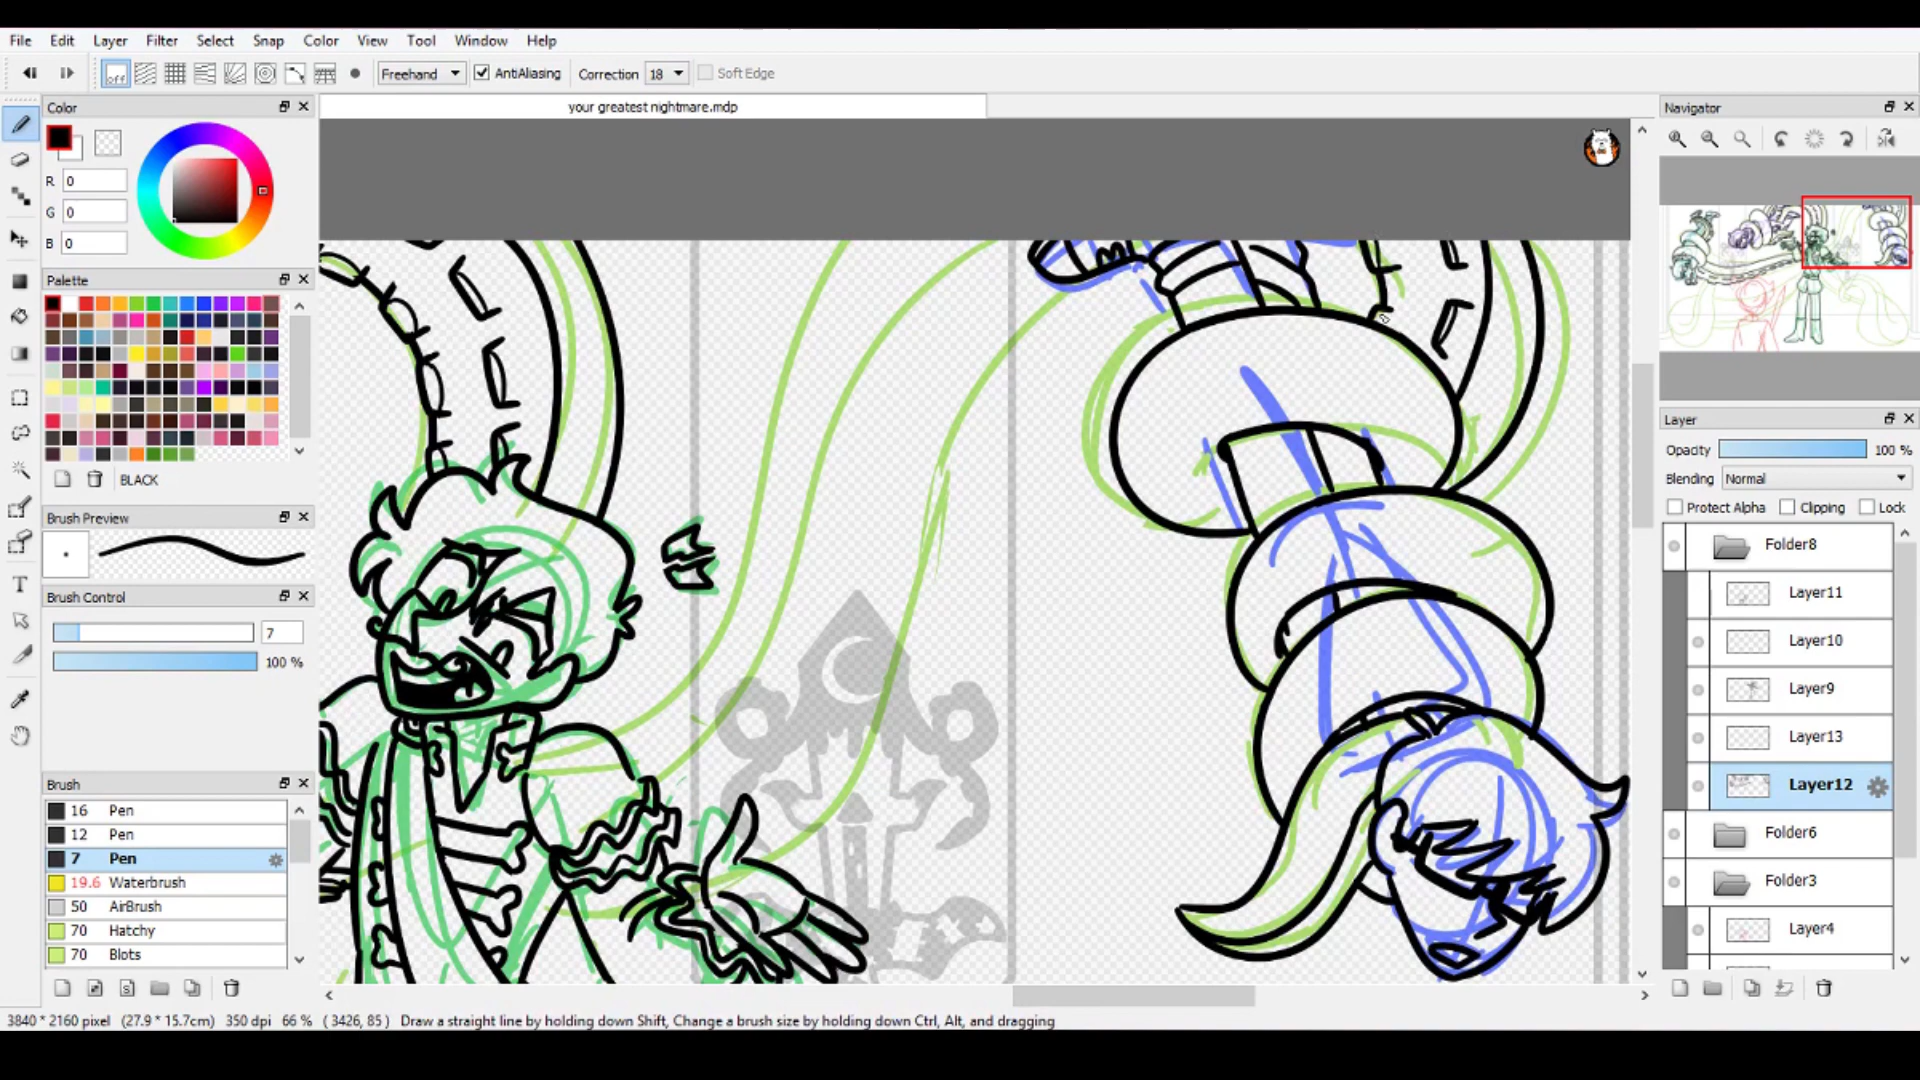 File Edit Layer Filter Select Snap Color View Tool Window Help
off Freehand AntiAliasing Correction 18 Soft Edge
Color
your greatest nightmare.mdp
Navigator
R 0
G 0
B 0
Palette
BLACK
Brush Preview
Brush Control
7
100 %
Brush
16 Pen
12 Pen
7 Pen
19.6 Waterbrush
50 AirBrush
70 Hatchy
70 Blots
Layer
Opacity 100 %
Blending Normal
Protect Alpha Clipping Lock
Folder8
Layer11
Layer10
Layer9
Layer13
Layer12
Folder6
Folder3
Layer4
3840 * 2160 pixel (27.9 * 15.7cm) 350 dpi 66 % ( 3426, 85 ) Draw a straight line by holding down Shift, Change a brush size by holding down Ctrl, Alt, and dragging